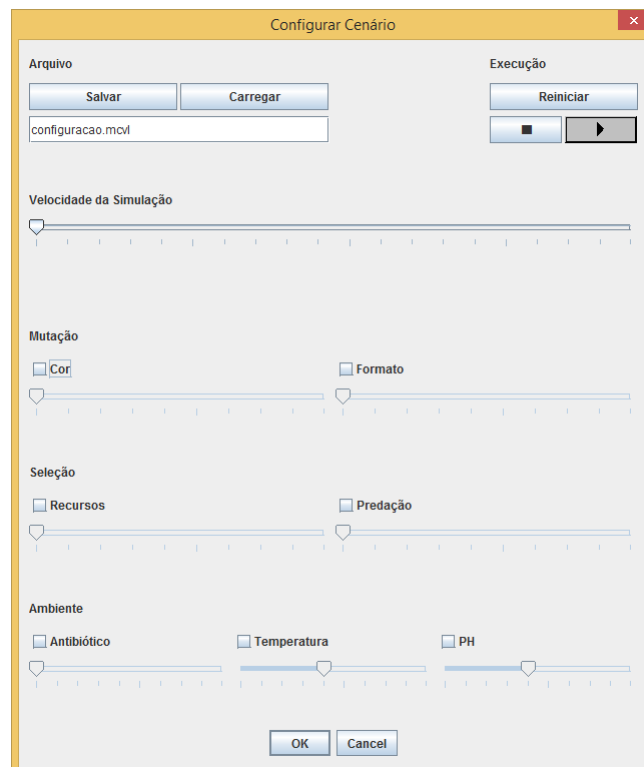 Configurar Cenário
Arquivo Execução
Salvar Carregar Reiniciar
configuracao.mcvl
Velocidade da Simulação
Mutação
Cor Formato
Seleção
Recursos Predação
Ambiente
Antibiótico Temperatura PH
OK Cancel